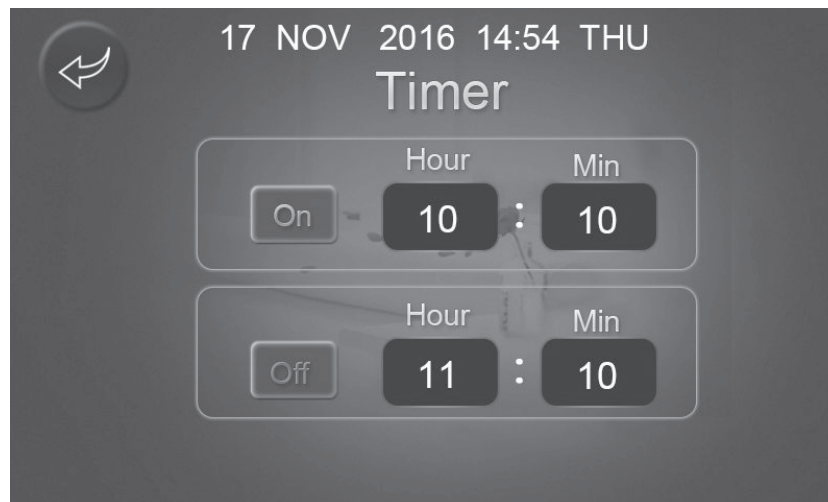 17 NOV 2016 14:54 THU
Timer
Hour Min
On 10 : 10
Hour Min
Off 11 : 10